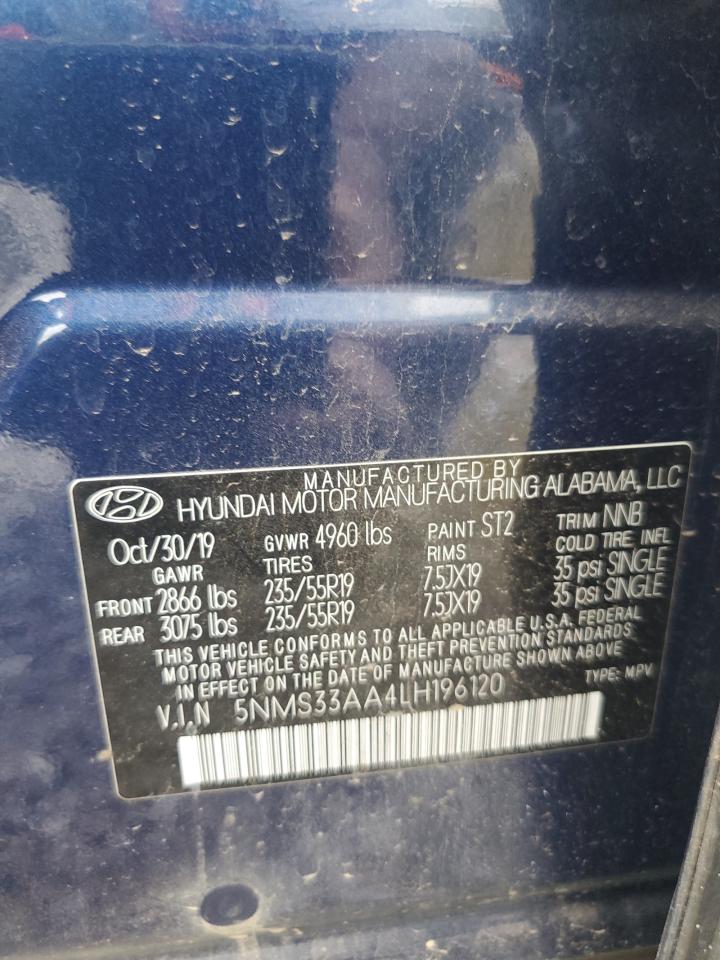 MANUFACTURED BY
HYUNDAI MOTOR MANUFACTURING ALABAMA, LLC
Oct/30/19 GVWR 4960 lbs PAINT ST2 TRIM NNB
GAWR TIRES RIMS COLD TIRE INFL
FRONT 2866 lbs 235/55R19 7.5JX19 35 psi SINGLE
REAR 3075 lbs 235/55R19 7.5JX19 35 psi SINGLE
THIS VEHICLE CONFORMS TO ALL APPLICABLE U.S.A. FEDERAL
MOTOR VEHICLE SAFETY AND THEFT PREVENTION STANDARDS
IN EFFECT ON THE DATE OF MANUFACTURE SHOWN ABOVE
V.I.N 5NMS33AA4LH196120 TYPE: MPV